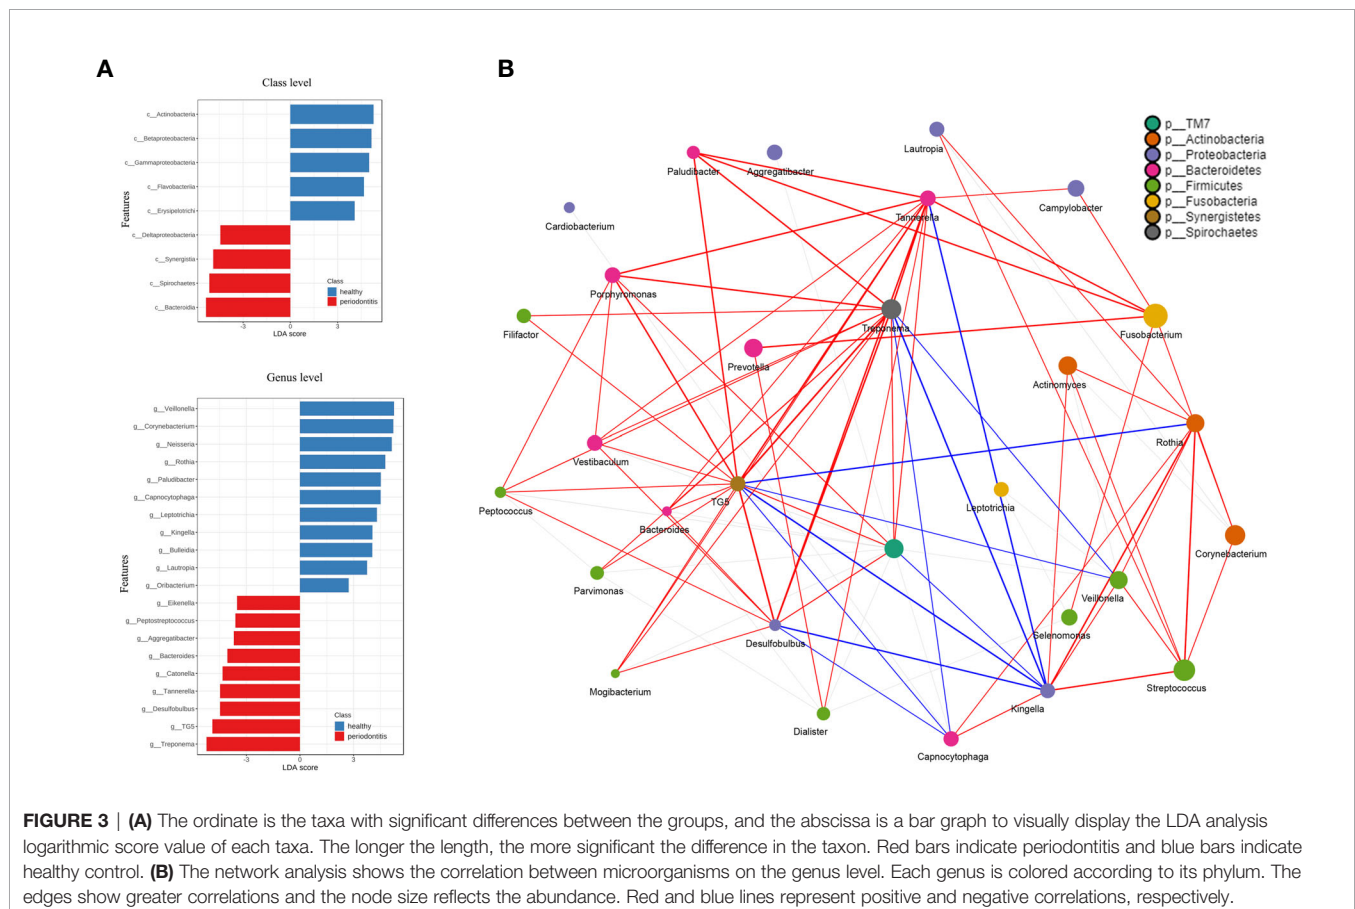 A
Class level
c__Actinobacteria
c__Betaproteobacteria
c__Gammaproteobacteria
c__Flavobacteriia
c__Erysipelotrichi
c__Deltaproteobacteria
c__Synergistia
c__Spirochaetes
c__Bacteroidia
Features
Class
healthy
periodontitis
-3 0 3
LDA score
Genus level
g__Veillonella
g__Corynebacterium
g__Neisseria
g__Rothia
g__Paludibacter
g__Capnocytophaga
g__Leptotrichia
g__Kingella
g__Bulleidia
g__Lautropia
g__Oribacterium
g__Eikenella
g__Peptostreptococcus
g__Aggregatibacter
g__Bacteroides
g__Catonella
g__Tannerella
g__Desulfobulbus
g__TG5
g__Treponema
Features
Class
healthy
periodontitis
-3 0 3
LDA score
B
p__TM7
p__Actinobacteria
p__Proteobacteria
p__Bacteroidetes
p__Firmicutes
p__Fusobacteria
p__Synergistetes
p__Spirochaetes
Lautropia
Paludibacter
Aggregatibacter
Campylobacter
Tannerella
Cardiobacterium
Porphyromonas
Filifactor
Treponema
Fusobacterium
Prevotella
Actinomyces
Rothia
Vestibaculum
TG5
Leptotrichia
Peptococcus
Bacteroides
Corynebacterium
Parvimonas
Veillonella
Selenomonas
Desulfobulbus
Mogibacterium
Streptococcus
Kingella
Dialister
Capnocytophaga
FIGURE 3 | (A) The ordinate is the taxa with significant differences between the groups, and the abscissa is a bar graph to visually display the LDA analysis
logarithmic score value of each taxa. The longer the length, the more significant the difference in the taxon. Red bars indicate periodontitis and blue bars indicate
healthy control. (B) The network analysis shows the correlation between microorganisms on the genus level. Each genus is colored according to its phylum. The
edges show greater correlations and the node size reflects the abundance. Red and blue lines represent positive and negative correlations, respectively.